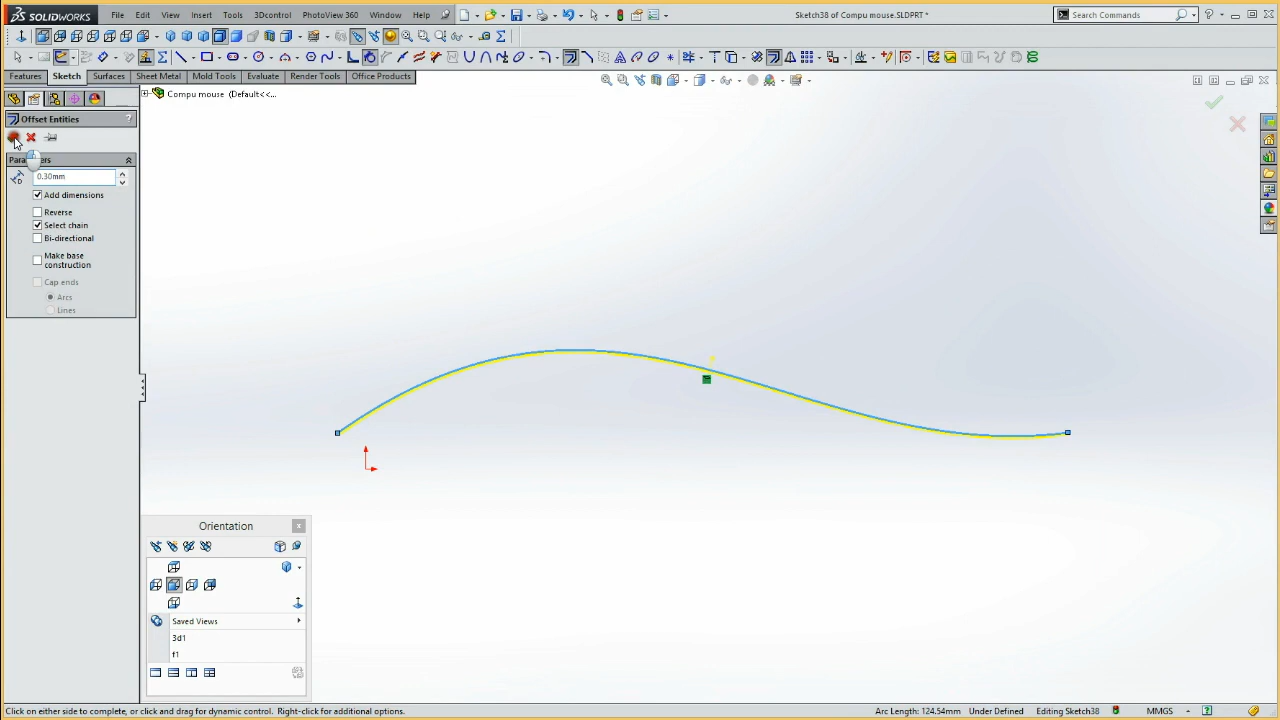 SOLIDWORKS File Edit View Insert Tools 3Dcontrol PhotoView 360 Window Help Sketch38 of Compu mouse.SLDPRT * Search Commands
Features Sketch Surfaces Sheet Metal Mold Tools Evaluate Render Tools Office Products
Compu mouse (Default<<...
Offset Entities ?
Parameters
0.30mm
Add dimensions
Reverse
Select chain
Bi-directional
Make base
construction
Cap ends
Arcs
Lines
Orientation
Saved Views
3d1
f1
Click on either side to complete, or click and drag for dynamic control. Right-click for additional options. Arc Length: 124.54mm Under Defined Editing Sketch38 MMGS